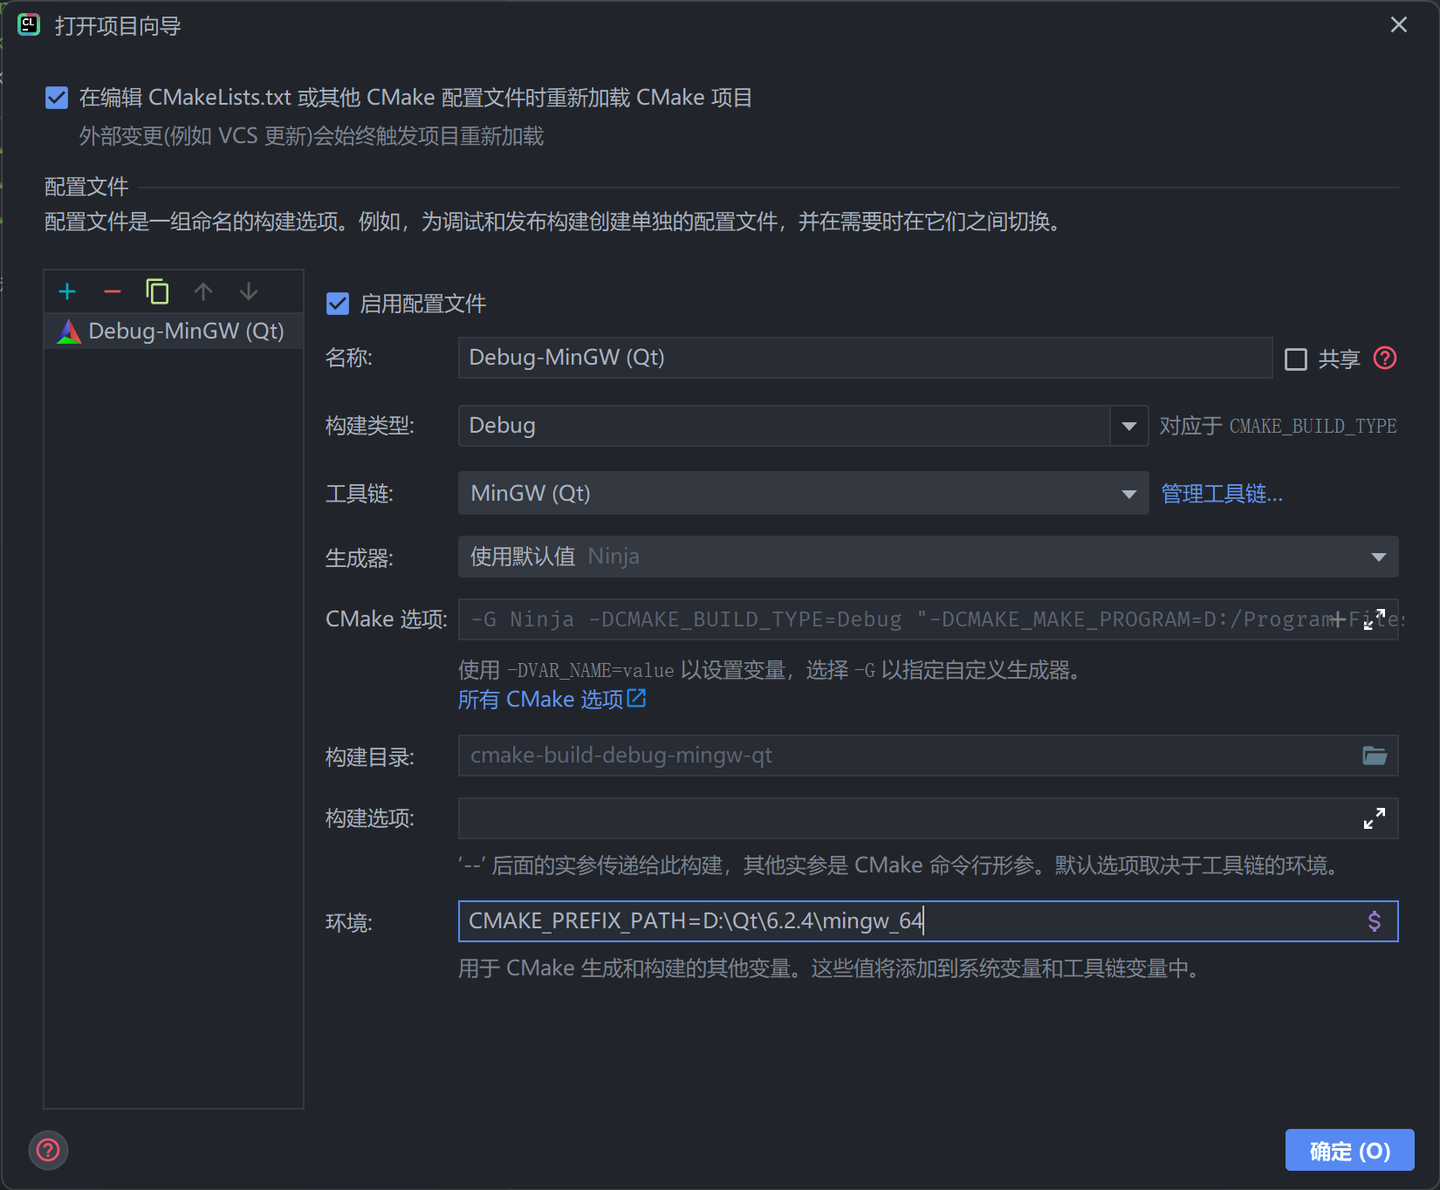 CL
打开项目向导
在编辑 CMakeLists.txt 或其他 CMake 配置文件时重新加载 CMake 项目
外部变更(例如 VCS 更新)会始终触发项目重新加载
配置文件
配置文件是一组命名的构建选项。例如，为调试和发布构建创建单独的配置文件，并在需要时在它们之间切换。
Debug-MinGW (Qt)
启用配置文件
名称: Debug-MinGW (Qt) 共享
构建类型: Debug 对应于 CMAKE_BUILD_TYPE
工具链: MinGW (Qt) 管理工具链...
生成器: 使用默认值 Ninja
CMake 选项: -G Ninja -DCMAKE_BUILD_TYPE=Debug "-DCMAKE_MAKE_PROGRAM=D:/Program Files
使用 -DVAR_NAME=value 以设置变量，选择 -G 以指定自定义生成器。
所有 CMake 选项
构建目录: cmake-build-debug-mingw-qt
构建选项:
‘--’ 后面的实参传递给此构建，其他实参是 CMake 命令行形参。默认选项取决于工具链的环境。
环境: CMAKE_PREFIX_PATH=D:\Qt\6.2.4\mingw_64
用于 CMake 生成和构建的其他变量。这些值将添加到系统变量和工具链变量中。
确定 (O)